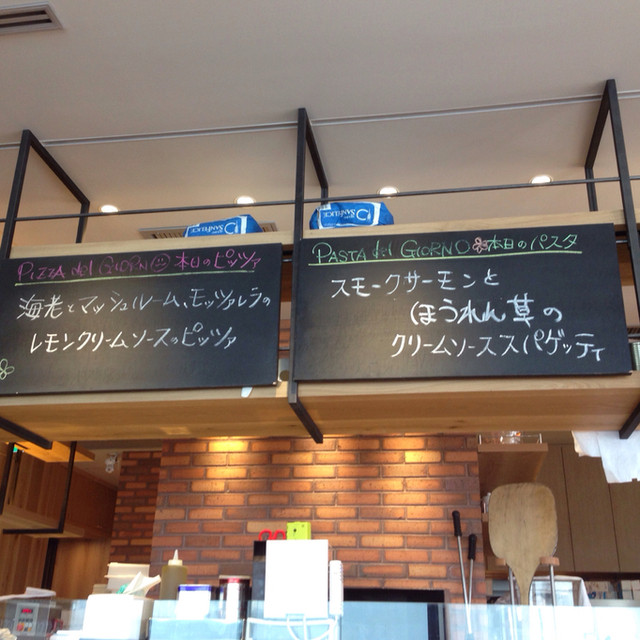 PIZZA del GIORNO 本日のピッツァ
海老とマッシュルーム、モッツァレラの
レモンクリームソースのピッツァ
PASTA del GIORNO 本日のパスタ
スモークサーモンと
ほうれん草の
クリームソーススパゲッティ
SANFELICE
SANFELICE